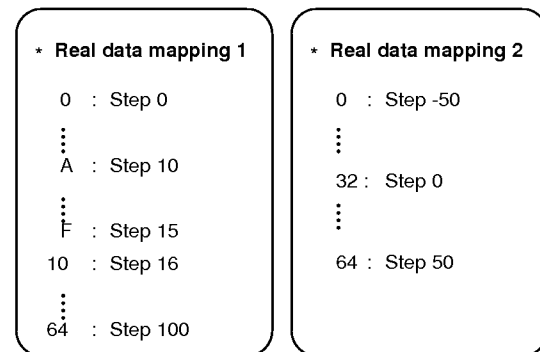 * Real data mapping 1
0 : Step 0
A : Step 10
F : Step 15
10 : Step 16
64 : Step 100
* Real data mapping 2
0 : Step -50
32 : Step 0
64 : Step 50